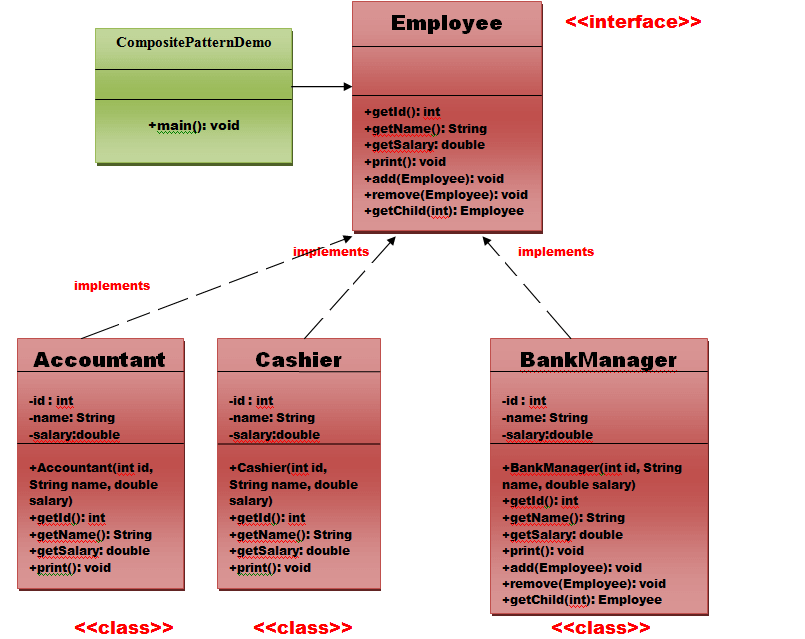 Employee
<<interface>>
CompositePatternDemo
+main(): void
+getId(): int
+getName(): String
+getSalary: double
+print(): void
+add(Employee): void
+remove(Employee): void
+getChild(int): Employee
implements
implements
implements
Accountant
-id : int
-name: String
-salary:double
+Accountant(int id,
String name, double
salary)
+getId(): int
+getName(): String
+getSalary: double
+print(): void
<<class>>
Cashier
-id : int
-name: String
-salary:double
+Cashier(int id,
String name, double
salary)
+getId(): int
+getName(): String
+getSalary: double
+print(): void
<<class>>
BankManager
-id : int
-name: String
-salary:double
+BankManager(int id, String
name, double salary)
+getId(): int
+getName(): String
+getSalary: double
+print(): void
+add(Employee): void
+remove(Employee): void
+getChild(int): Employee
<<class>>